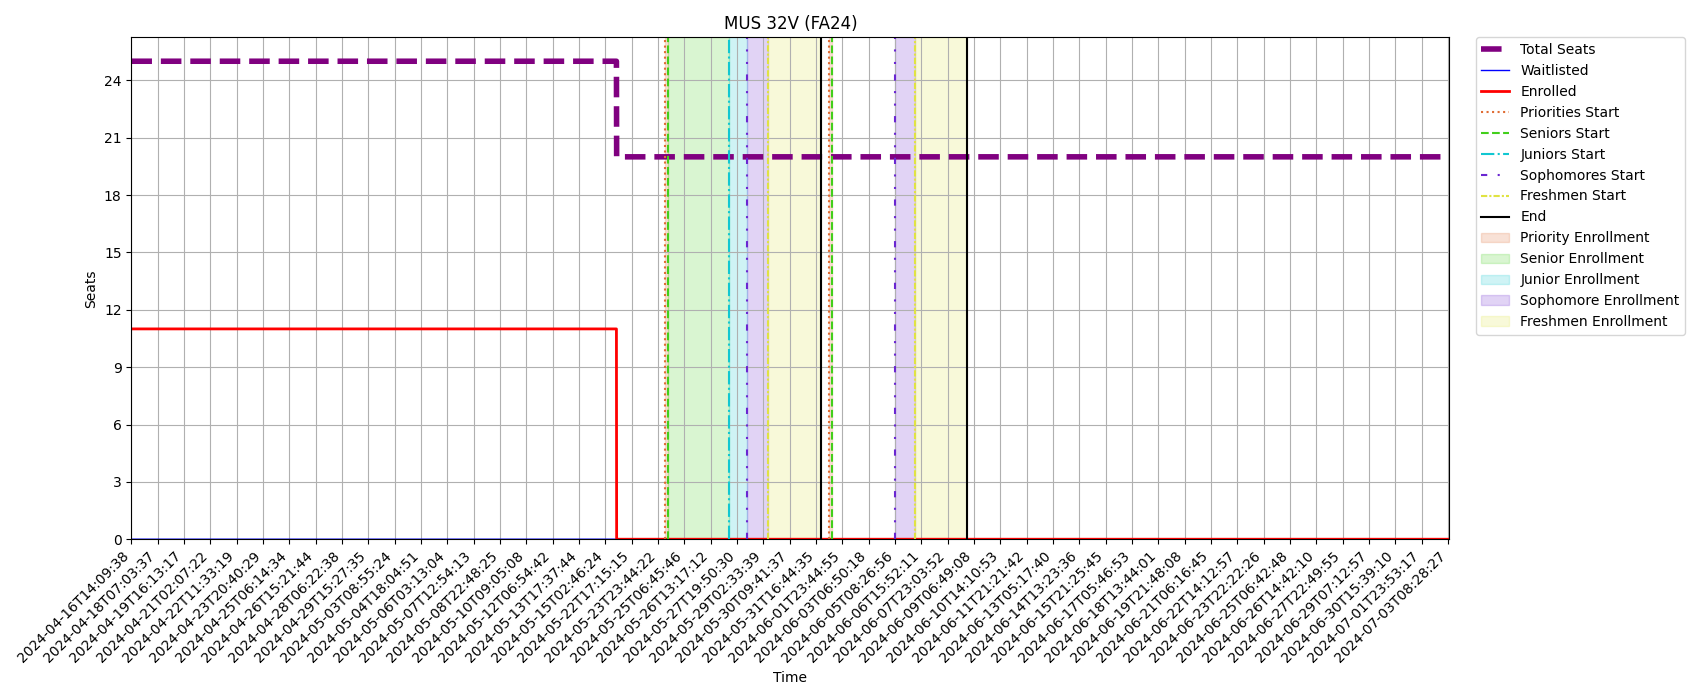 MUS 32V (FA24)
Seats
24
21
18
15
12
9
6
3
0
2024-04-16T14:09:38
2024-04-18T07:03:37
2024-04-19T16:13:17
2024-04-21T02:07:22
2024-04-22T11:33:19
2024-04-23T20:40:29
2024-04-25T06:14:34
2024-04-26T15:21:44
2024-04-28T06:22:38
2024-04-29T15:27:35
2024-05-03T08:55:24
2024-05-04T18:04:51
2024-05-06T03:13:04
2024-05-07T12:54:13
2024-05-08T22:48:25
2024-05-10T09:05:08
2024-05-12T06:54:42
2024-05-13T17:37:44
2024-05-15T02:46:24
2024-05-22T17:15:15
2024-05-23T23:44:22
2024-05-25T06:45:46
2024-05-26T13:17:12
2024-05-27T19:50:30
2024-05-29T02:33:39
2024-05-30T09:41:37
2024-05-31T16:44:35
2024-06-01T23:44:55
2024-06-03T06:50:18
2024-06-05T08:26:56
2024-06-06T15:52:11
2024-06-07T23:03:52
2024-06-09T06:49:08
2024-06-10T14:10:53
2024-06-11T21:21:42
2024-06-13T05:17:40
2024-06-14T13:23:36
2024-06-15T21:25:45
2024-06-17T05:46:53
2024-06-18T13:44:01
2024-06-19T21:48:08
2024-06-21T06:16:45
2024-06-22T14:12:57
2024-06-23T22:22:26
2024-06-25T06:42:48
2024-06-26T14:42:10
2024-06-27T22:49:55
2024-06-29T07:12:57
2024-06-30T15:39:10
2024-07-01T23:53:17
2024-07-03T08:28:27
Time
Total Seats
Waitlisted
Enrolled
Priorities Start
Seniors Start
Juniors Start
Sophomores Start
Freshmen Start
End
Priority Enrollment
Senior Enrollment
Junior Enrollment
Sophomore Enrollment
Freshmen Enrollment